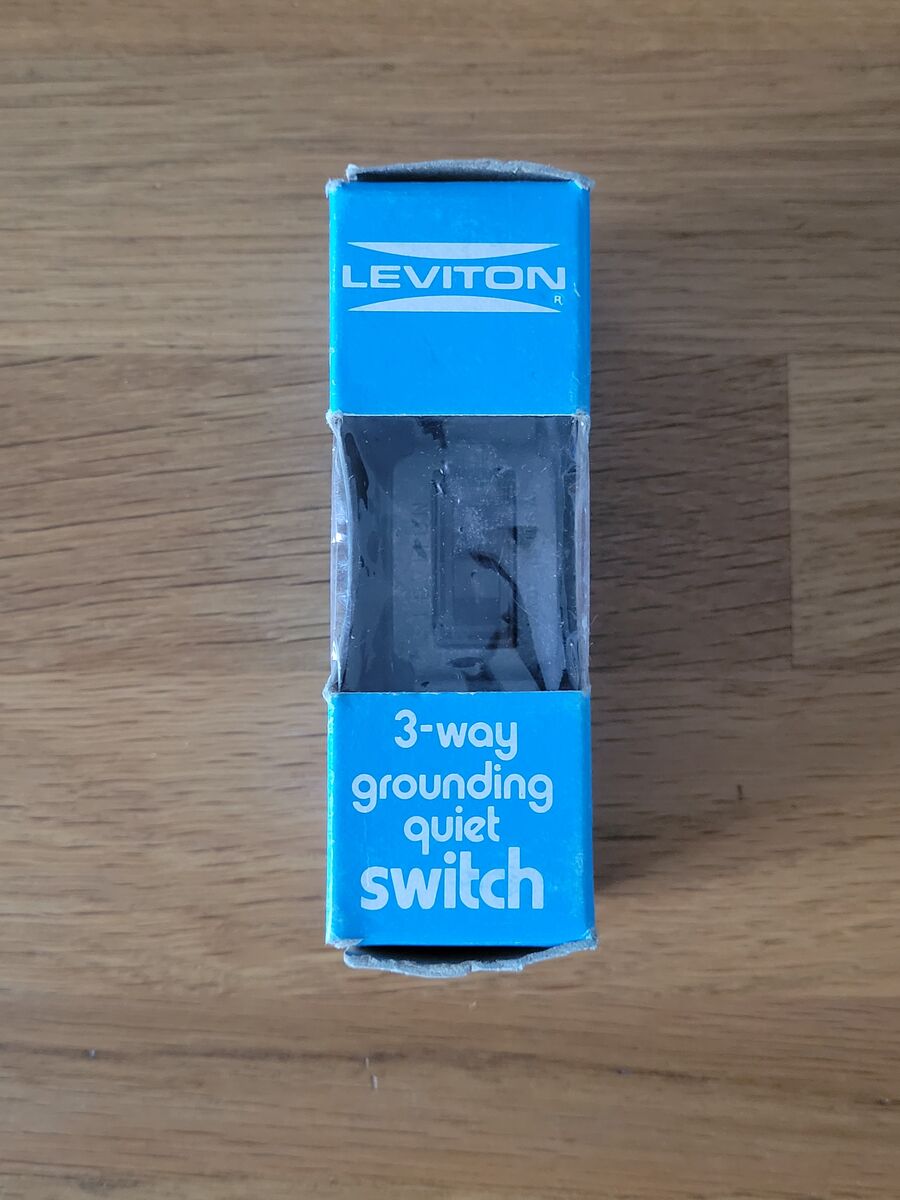 LEVITON
R
3-way
grounding
quiet
switch